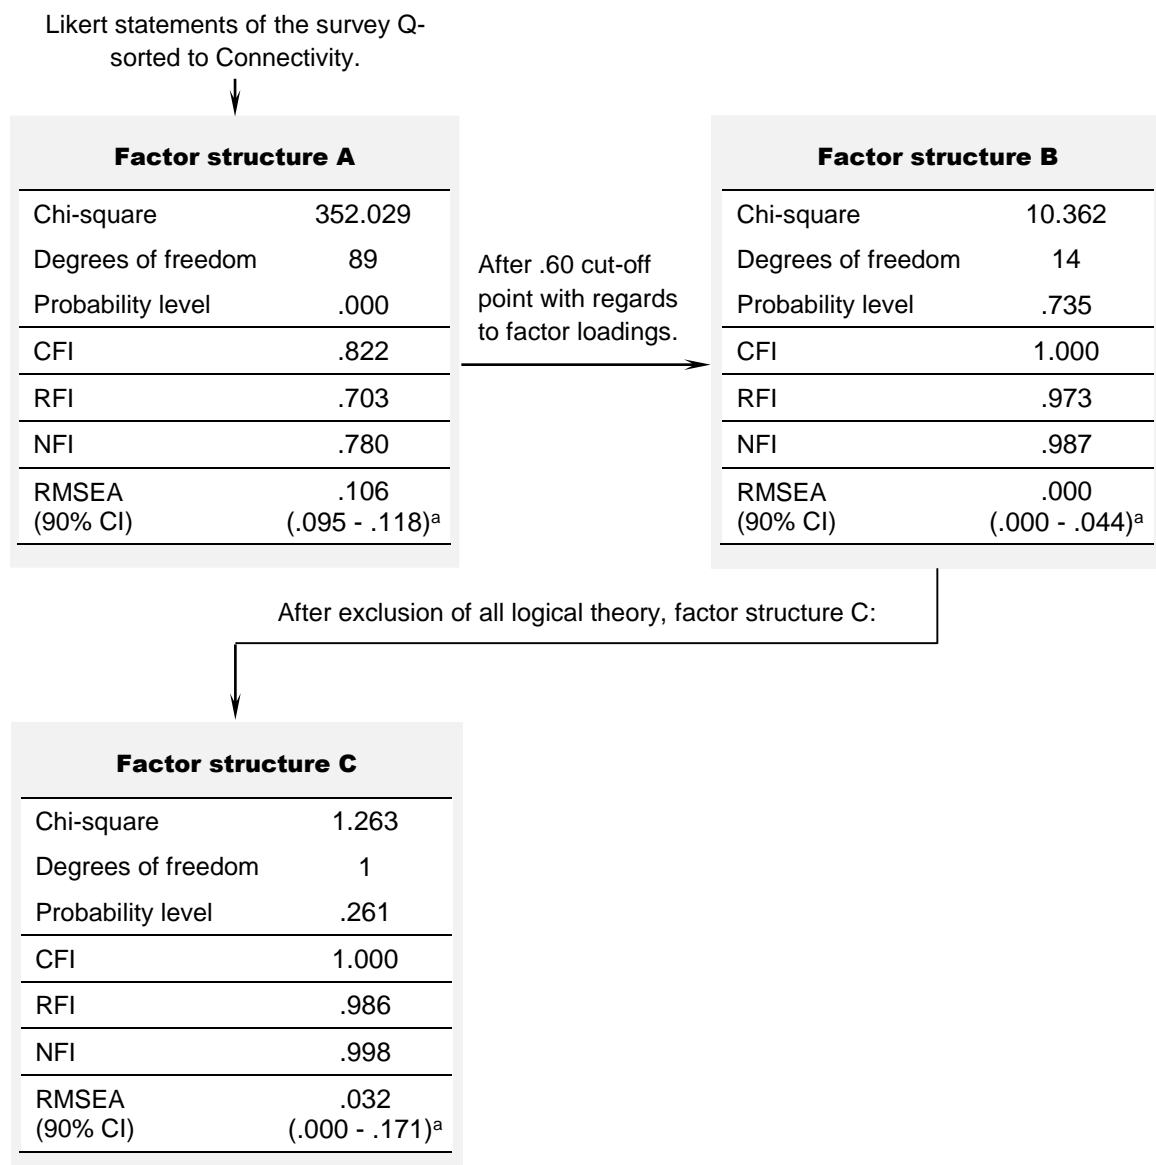 Likert statements of the survey Q-
sorted to Connectivity.
Factor structure A
Chi-square 352.029
Degrees of freedom 89
Probability level .000
CFI .822
RFI .703
NFI .780
RMSEA .106
(90% CI) (.095 - .118)ᵃ
After .60 cut-off
point with regards
to factor loadings.
Factor structure B
Chi-square 10.362
Degrees of freedom 14
Probability level .735
CFI 1.000
RFI .973
NFI .987
RMSEA .000
(90% CI) (.000 - .044)ᵃ
After exclusion of all logical theory, factor structure C:
Factor structure C
Chi-square 1.263
Degrees of freedom 1
Probability level .261
CFI 1.000
RFI .986
NFI .998
RMSEA .032
(90% CI) (.000 - .171)ᵃ